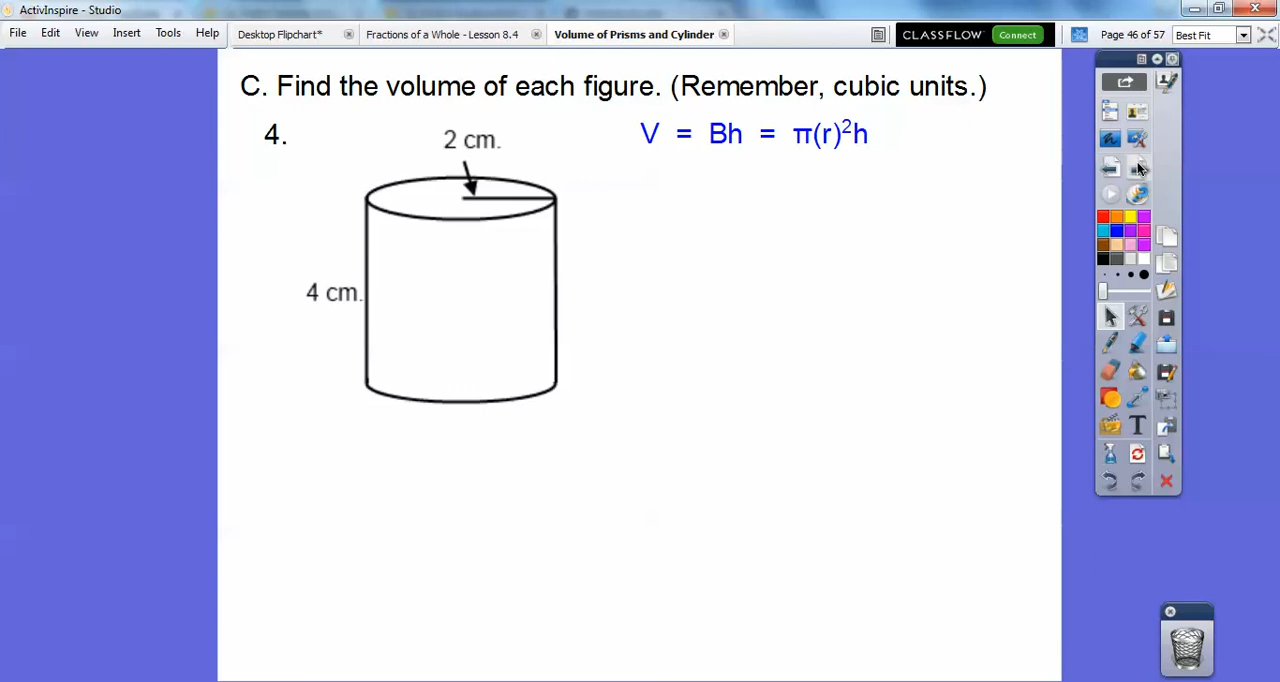 ActivInspire - Studio
File Edit View Insert Tools Help Desktop Flipchart* Fractions of a Whole - Lesson 8.4 Volume of Prisms and Cylinder CLASSFLOW Connect Page 46 of 57 Best Fit
C. Find the volume of each figure. (Remember, cubic units.)
4. 2 cm. V = Bh = π(r)²h
4 cm.
T